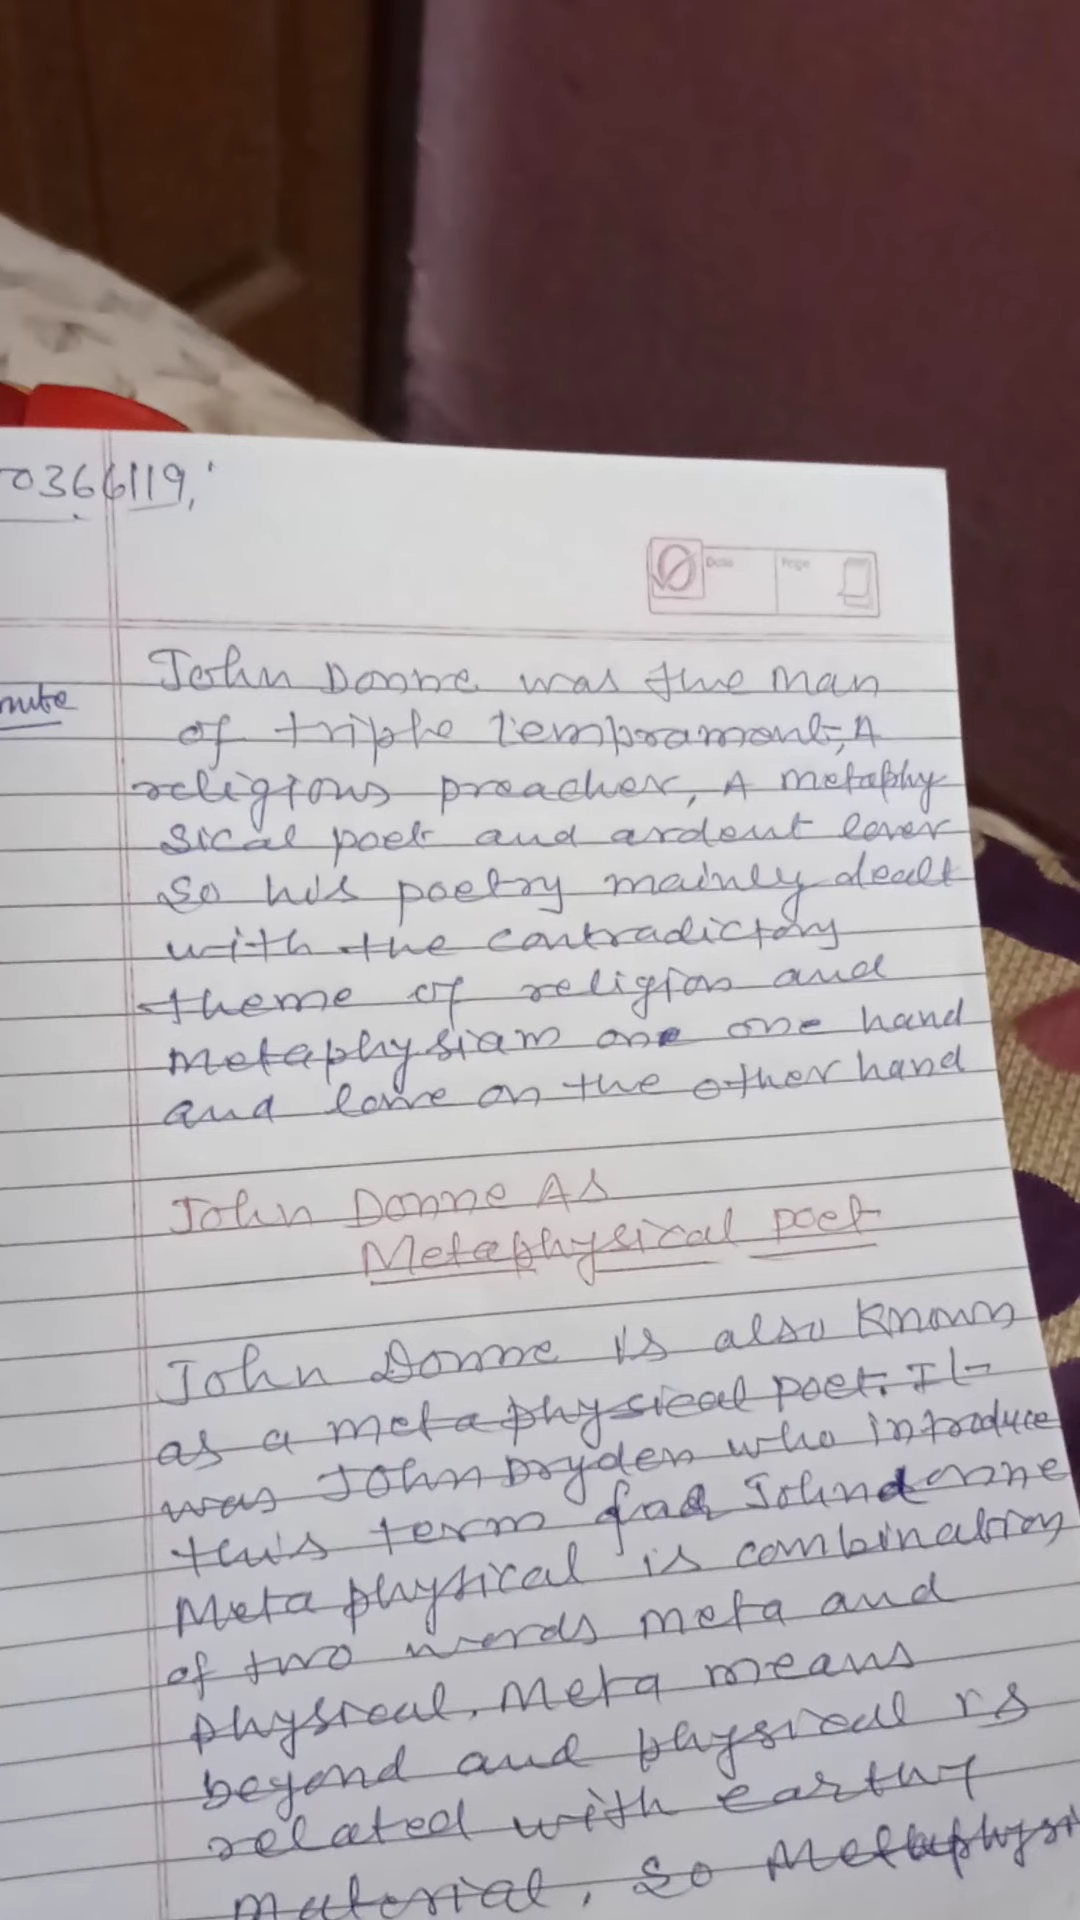 0366119,
Date Page
nute
John Donne was the man
of triple tempramont, A
religious preacher, A metaphy
sical poet and ardent lover
So his poetry mainly dealt
with the contradictory
theme of religion and
metaphysiam one one hand
and love on the other hand
John Donne As
Metaphysical poet
John Donne is also known
as a metaphysical poet. It
was John Dryden who introduce
this term for John donne
Meta physical is combination
of two words meta and
physical. Meta means
beyond and physical is
related with earthy
material. So Metaphysi